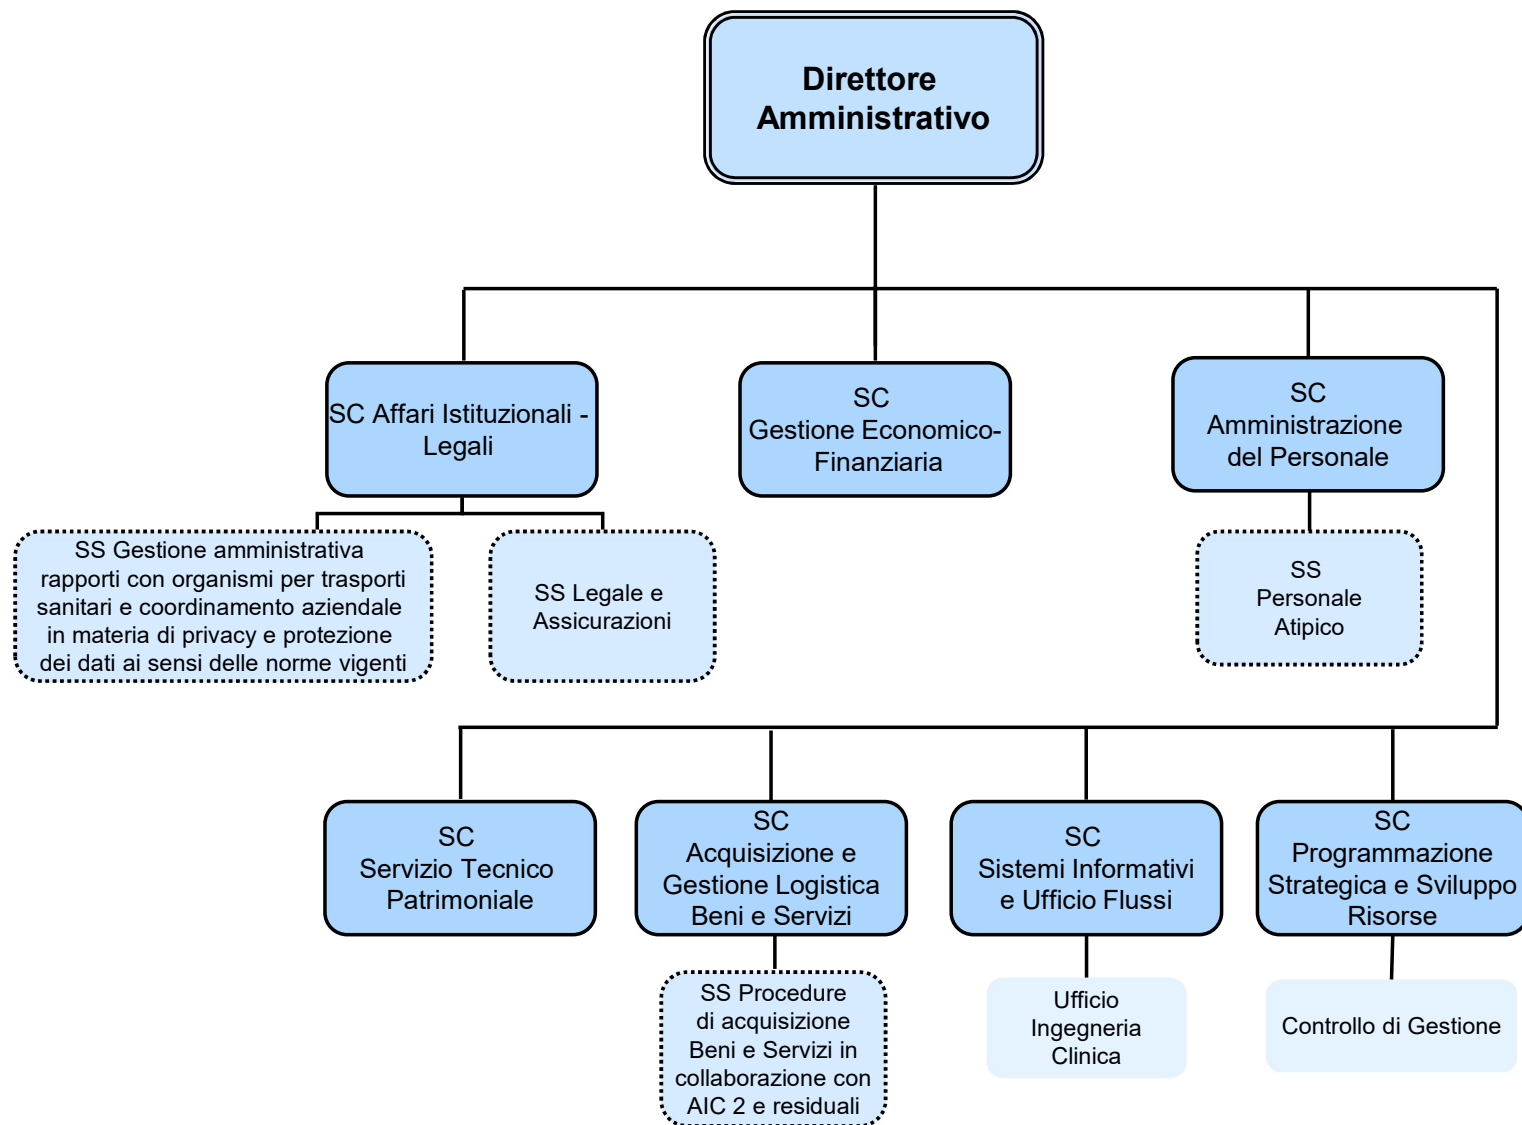 Direttore
Amministrativo
SC Affari Istituzionali -
Legali
SC
Gestione Economico-
Finanziaria
SC
Amministrazione
del Personale
SS Gestione amministrativa
rapporti con organismi per trasporti
sanitari e coordinamento aziendale
in materia di privacy e protezione
dei dati ai sensi delle norme vigenti
SS Legale e
Assicurazioni
SS
Personale
Atipico
SC
Servizio Tecnico
Patrimoniale
SC
Acquisizione e
Gestione Logistica
Beni e Servizi
SC
Sistemi Informativi
e Ufficio Flussi
SC
Programmazione
Strategica e Sviluppo
Risorse
SS Procedure
di acquisizione
Beni e Servizi in
collaborazione con
AIC 2 e residuali
Ufficio
Ingegneria
Clinica
Controllo di Gestione